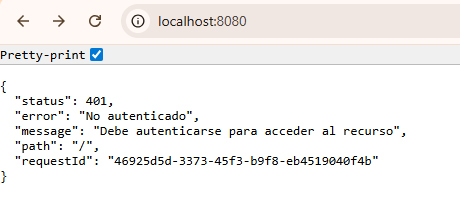 localhost:8080
Pretty-print
{
  "status": 401,
  "error": "No autenticado",
  "message": "Debe autenticarse para acceder al recurso",
  "path": "/",
  "requestId": "46925d5d-3373-45f3-b9f8-eb4519040f4b"
}